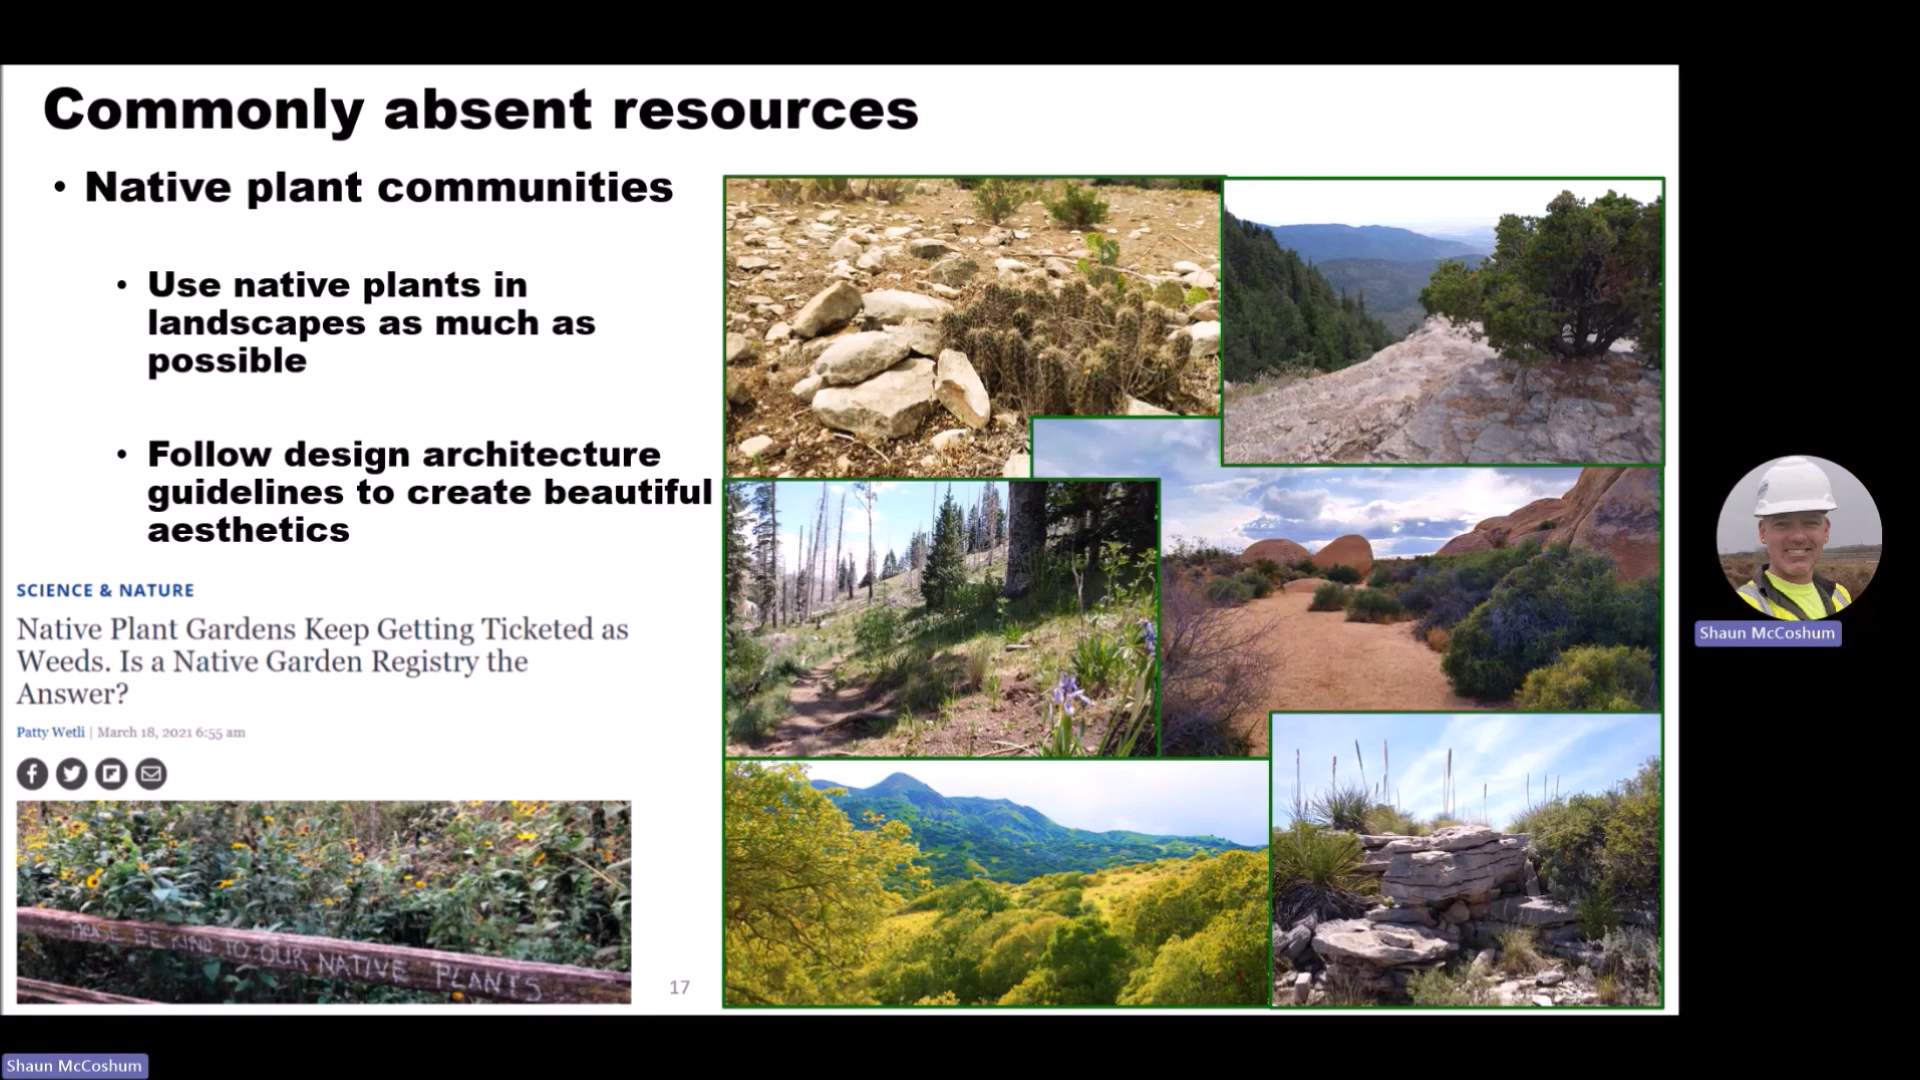 Commonly absent resources
• Native plant communities
• Use native plants in
landscapes as much as
possible
• Follow design architecture
guidelines to create beautiful
aesthetics
SCIENCE & NATURE
Native Plant Gardens Keep Getting Ticketed as
Weeds. Is a Native Garden Registry the
Answer?
Patty Wetli | March 18, 2021 6:55 am
PLEASE BE KIND TO OUR NATIVE PLANTS
17
Shaun McCoshum
Shaun McCoshum